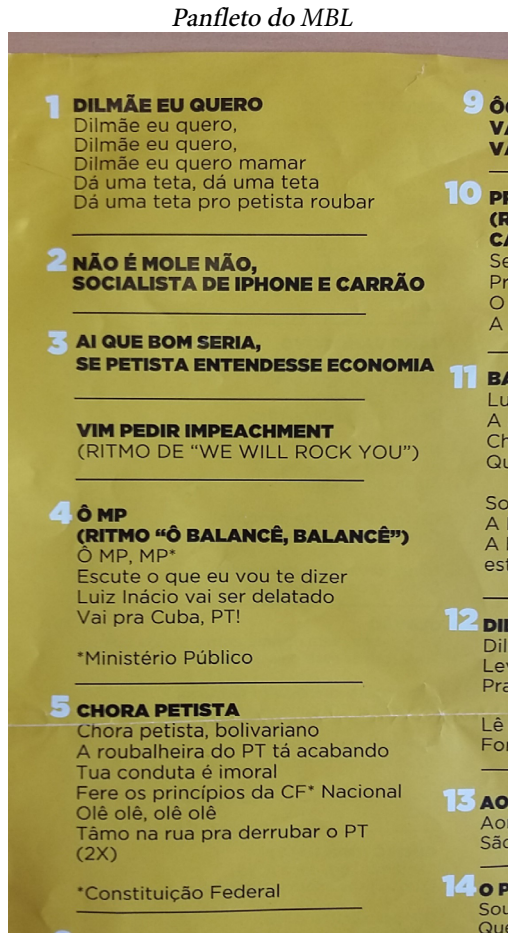 Panfleto do MBL
1 DILMÃE EU QUERO
Dilmãe eu quero,
Dilmãe eu quero,
Dilmãe eu quero mamar
Dá uma teta, dá uma teta
Dá uma teta pro petista roubar
2 NÃO É MOLE NÃO,
SOCIALISTA DE IPHONE E CARRÃO
3 AI QUE BOM SERIA,
SE PETISTA ENTENDESSE ECONOMIA
VIM PEDIR IMPEACHMENT
(RITMO DE “WE WILL ROCK YOU”)
4 Ô MP
(RITMO “Ô BALANCÊ, BALANCÊ”)
Ô MP, MP*
Escute o que eu vou te dizer
Luiz Inácio vai ser delatado
Vai pra Cuba, PT!
*Ministério Público
5 CHORA PETISTA
Chora petista, bolivariano
A roubalheira do PT tá acabando
Tua conduta é imoral
Fere os princípios da CF* Nacional
Olê olê, olê olê
Tâmo na rua pra derrubar o PT
(2X)
*Constituição Federal
9
10
O
A
11
A
A
A
12
Lê
13
14 O